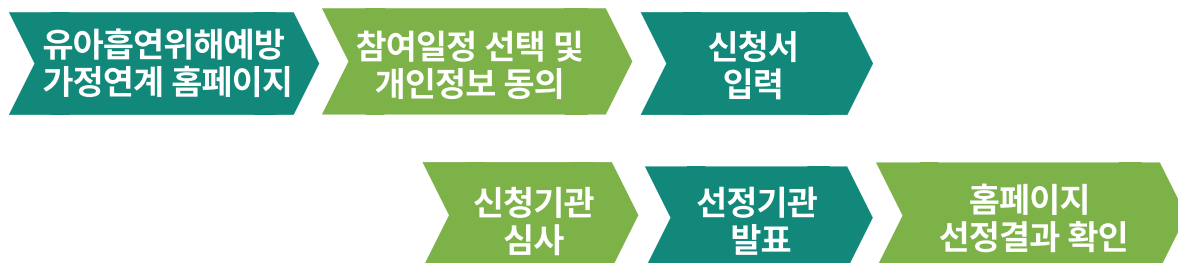 유아흡연위해예방
가정연계 홈페이지
참여일정 선택 및
개인정보 동의
신청서
입력
신청기관
심사
선정기관
발표
홈페이지
선정결과 확인